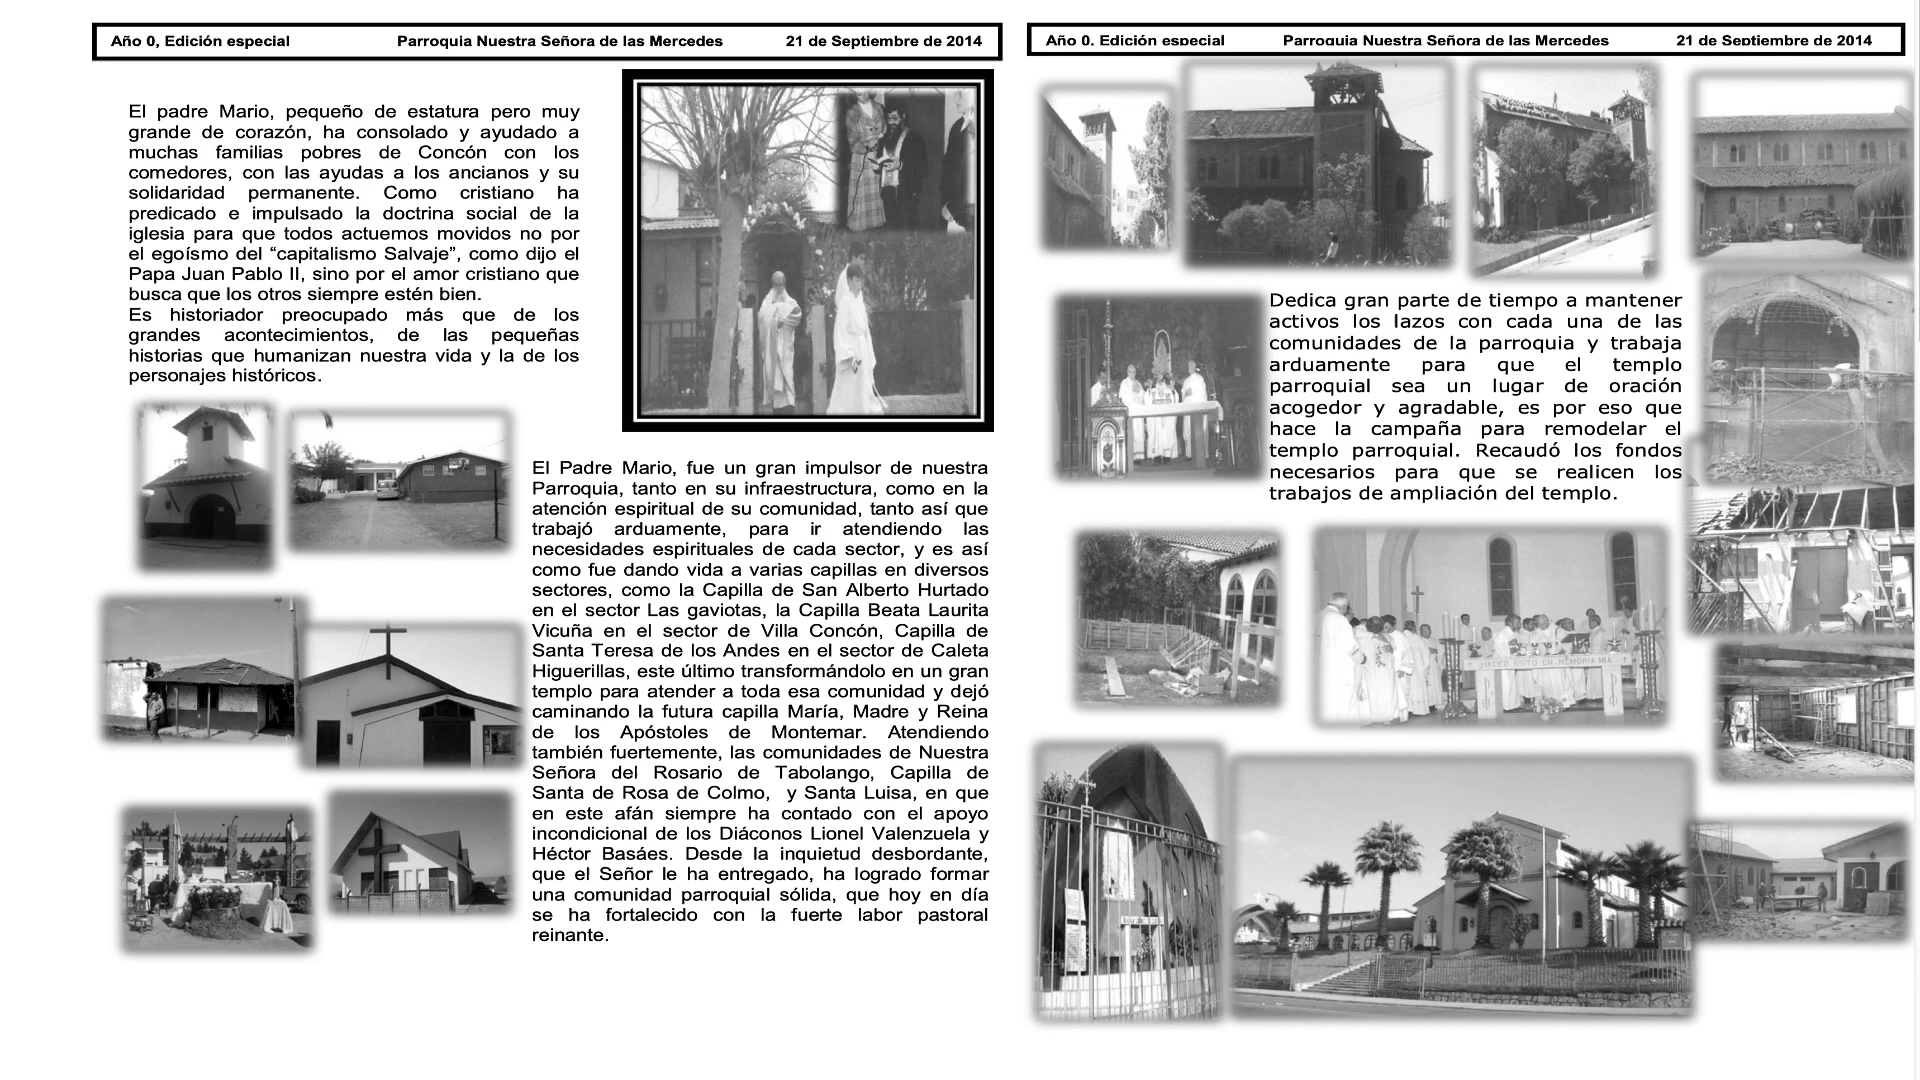 Año 0, Edición especial Parroquia Nuestra Señora de las Mercedes 21 de Septiembre de 2014
El padre Mario, pequeño de estatura pero muy
grande de corazón, ha consolado y ayudado a
muchas familias pobres de Concón con los
comedores, con las ayudas a los ancianos y su
solidaridad permanente. Como cristiano ha
predicado e impulsado la doctrina social de la
iglesia para que todos actuemos movidos no por
el egoísmo del “capitalismo Salvaje”, como dijo el
Papa Juan Pablo II, sino por el amor cristiano que
busca que los otros siempre estén bien.
Es historiador preocupado más que de los
grandes acontecimientos, de las pequeñas
historias que humanizan nuestra vida y la de los
personajes históricos.
El Padre Mario, fue un gran impulsor de nuestra
Parroquia, tanto en su infraestructura, como en la
atención espiritual de su comunidad, tanto así que
trabajó arduamente, para ir atendiendo las
necesidades espirituales de cada sector, y es así
como fue dando vida a varias capillas en diversos
sectores, como la Capilla de San Alberto Hurtado
en el sector Las gaviotas, la Capilla Beata Laurita
Vicuña en el sector de Villa Concón, Capilla de
Santa Teresa de los Andes en el sector de Caleta
Higuerillas, este último transformándolo en un gran
templo para atender a toda esa comunidad y dejó
caminando la futura capilla María, Madre y Reina
de los Apóstoles de Montemar. Atendiendo
también fuertemente, las comunidades de Nuestra
Señora del Rosario de Tabolango, Capilla de
Santa de Rosa de Colmo, y Santa Luisa, en que
en este afán siempre ha contado con el apoyo
incondicional de los Diáconos Lionel Valenzuela y
Héctor Basáes. Desde la inquietud desbordante,
que el Señor le ha entregado, ha logrado formar
una comunidad parroquial sólida, que hoy en día
se ha fortalecido con la fuerte labor pastoral
reinante.
Año 0. Edición especial Parroquia Nuestra Señora de las Mercedes 21 de Septiembre de 2014
Dedica gran parte de tiempo a mantener
activos los lazos con cada una de las
comunidades de la parroquia y trabaja
arduamente para que el templo
parroquial sea un lugar de oración
acogedor y agradable, es por eso que
hace la campaña para remodelar el
templo parroquial. Recaudó los fondos
necesarios para que se realicen los
trabajos de ampliación del templo.
HACED ESTO EN MEMORIA MIA